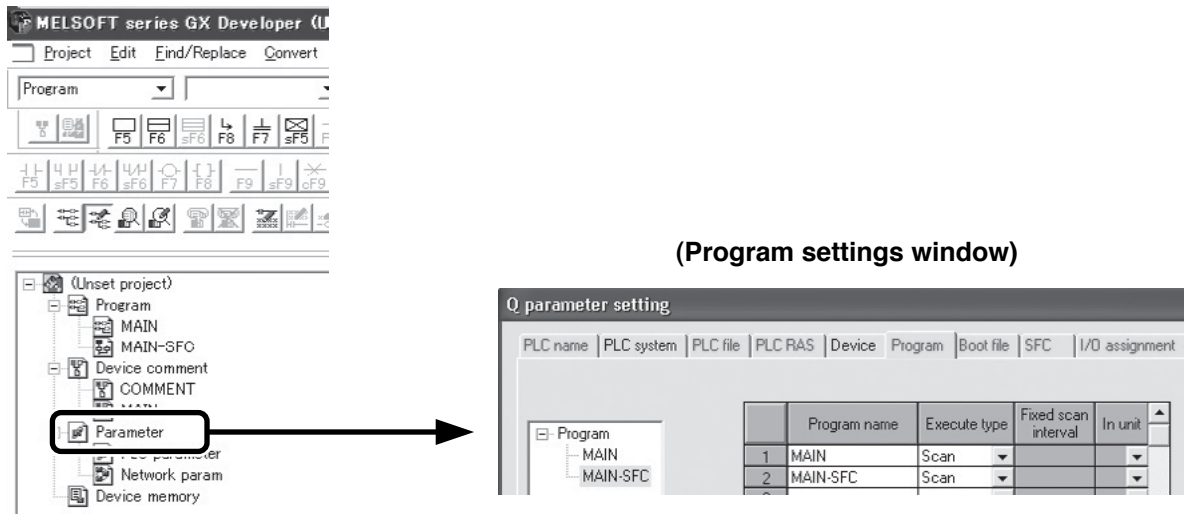 MELSOFT series GX Developer (U
Project Edit Find/Replace Convert
Program
F5 F6 sF6 F8 F7 sF5
F5 sF5 F6 sF6 F7 F8 F9 sF9 cF9
(Unset project)
Program
MAIN
MAIN-SFC
Device comment
COMMENT
MAIN
Parameter
PLC parameter
Network param
Device memory
(Program settings window)
Q parameter setting
PLC name PLC system PLC file PLC RAS Device Program Boot file SFC I/O assignment
Program
MAIN
MAIN-SFC
Program name Execute type Fixed scan interval In unit
1 MAIN Scan
2 MAIN-SFC Scan